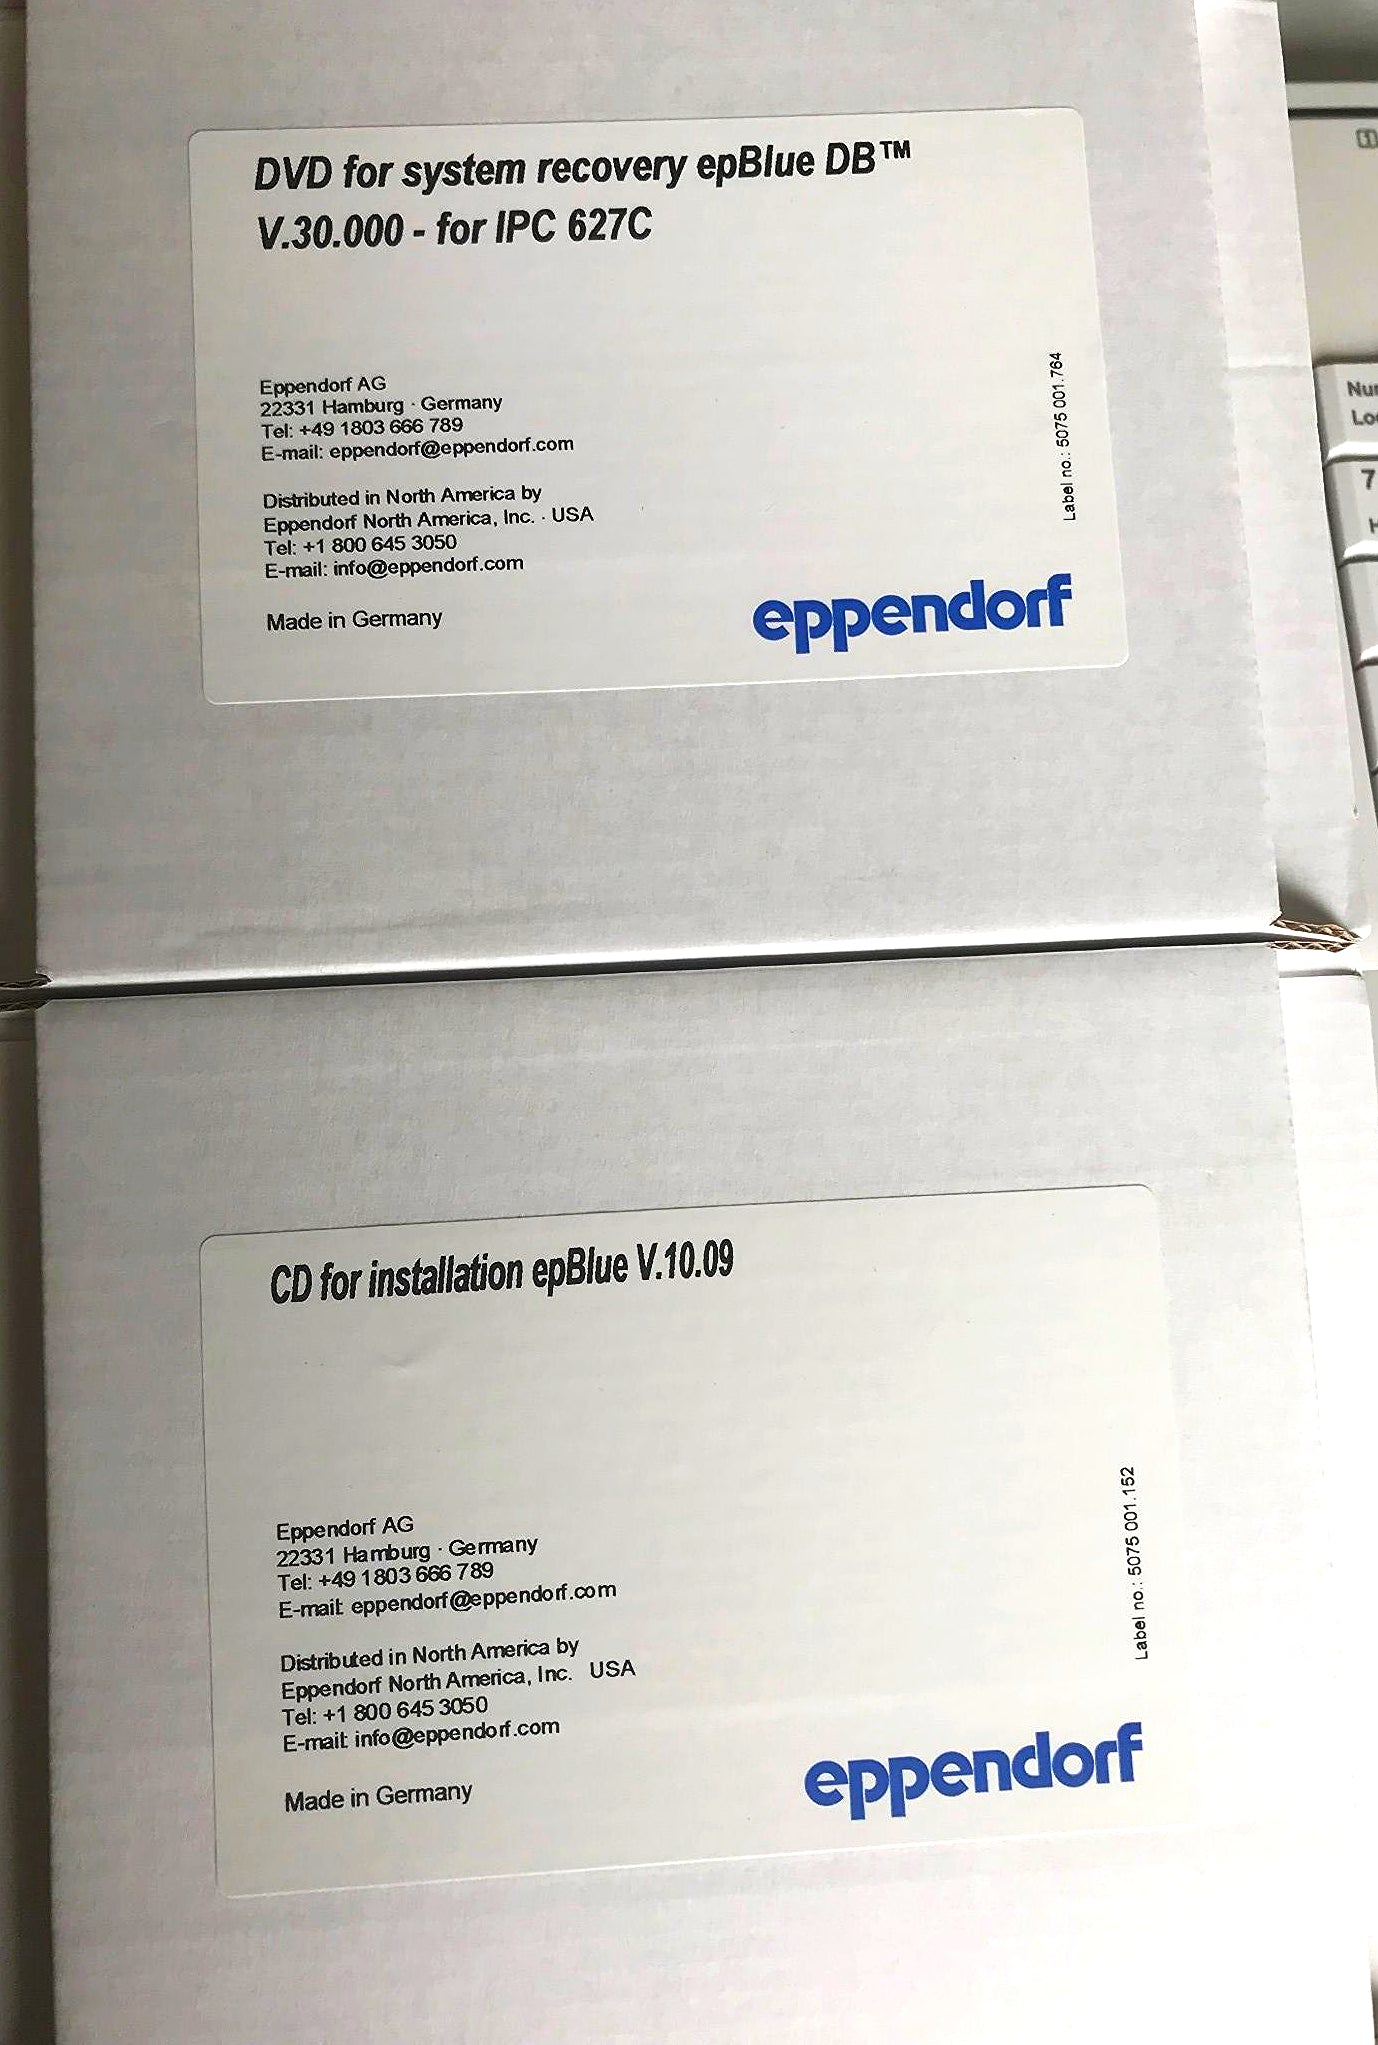 DVD for system recovery epBlue DB™
V.30.000 - for IPC 627C
Eppendorf AG
22331 Hamburg · Germany
Tel: +49 1803 666 789
E-mail: eppendorf@eppendorf.com
Distributed in North America by
Eppendorf North America, Inc. · USA
Tel: +1 800 645 3050
E-mail: info@eppendorf.com
Made in Germany
Label no.: 5075 001.764
eppendorf
7
CD for installation epBlue V.10.09
Eppendorf AG
22331 Hamburg · Germany
Tel: +49 1803 666 789
E-mail: eppendorf@eppendorf.com
Distributed in North America by
Eppendorf North America, Inc. USA
Tel: +1 800 645 3050
E-mail: info@eppendorf.com
Made in Germany
Label no.: 5075 001.152
eppendorf